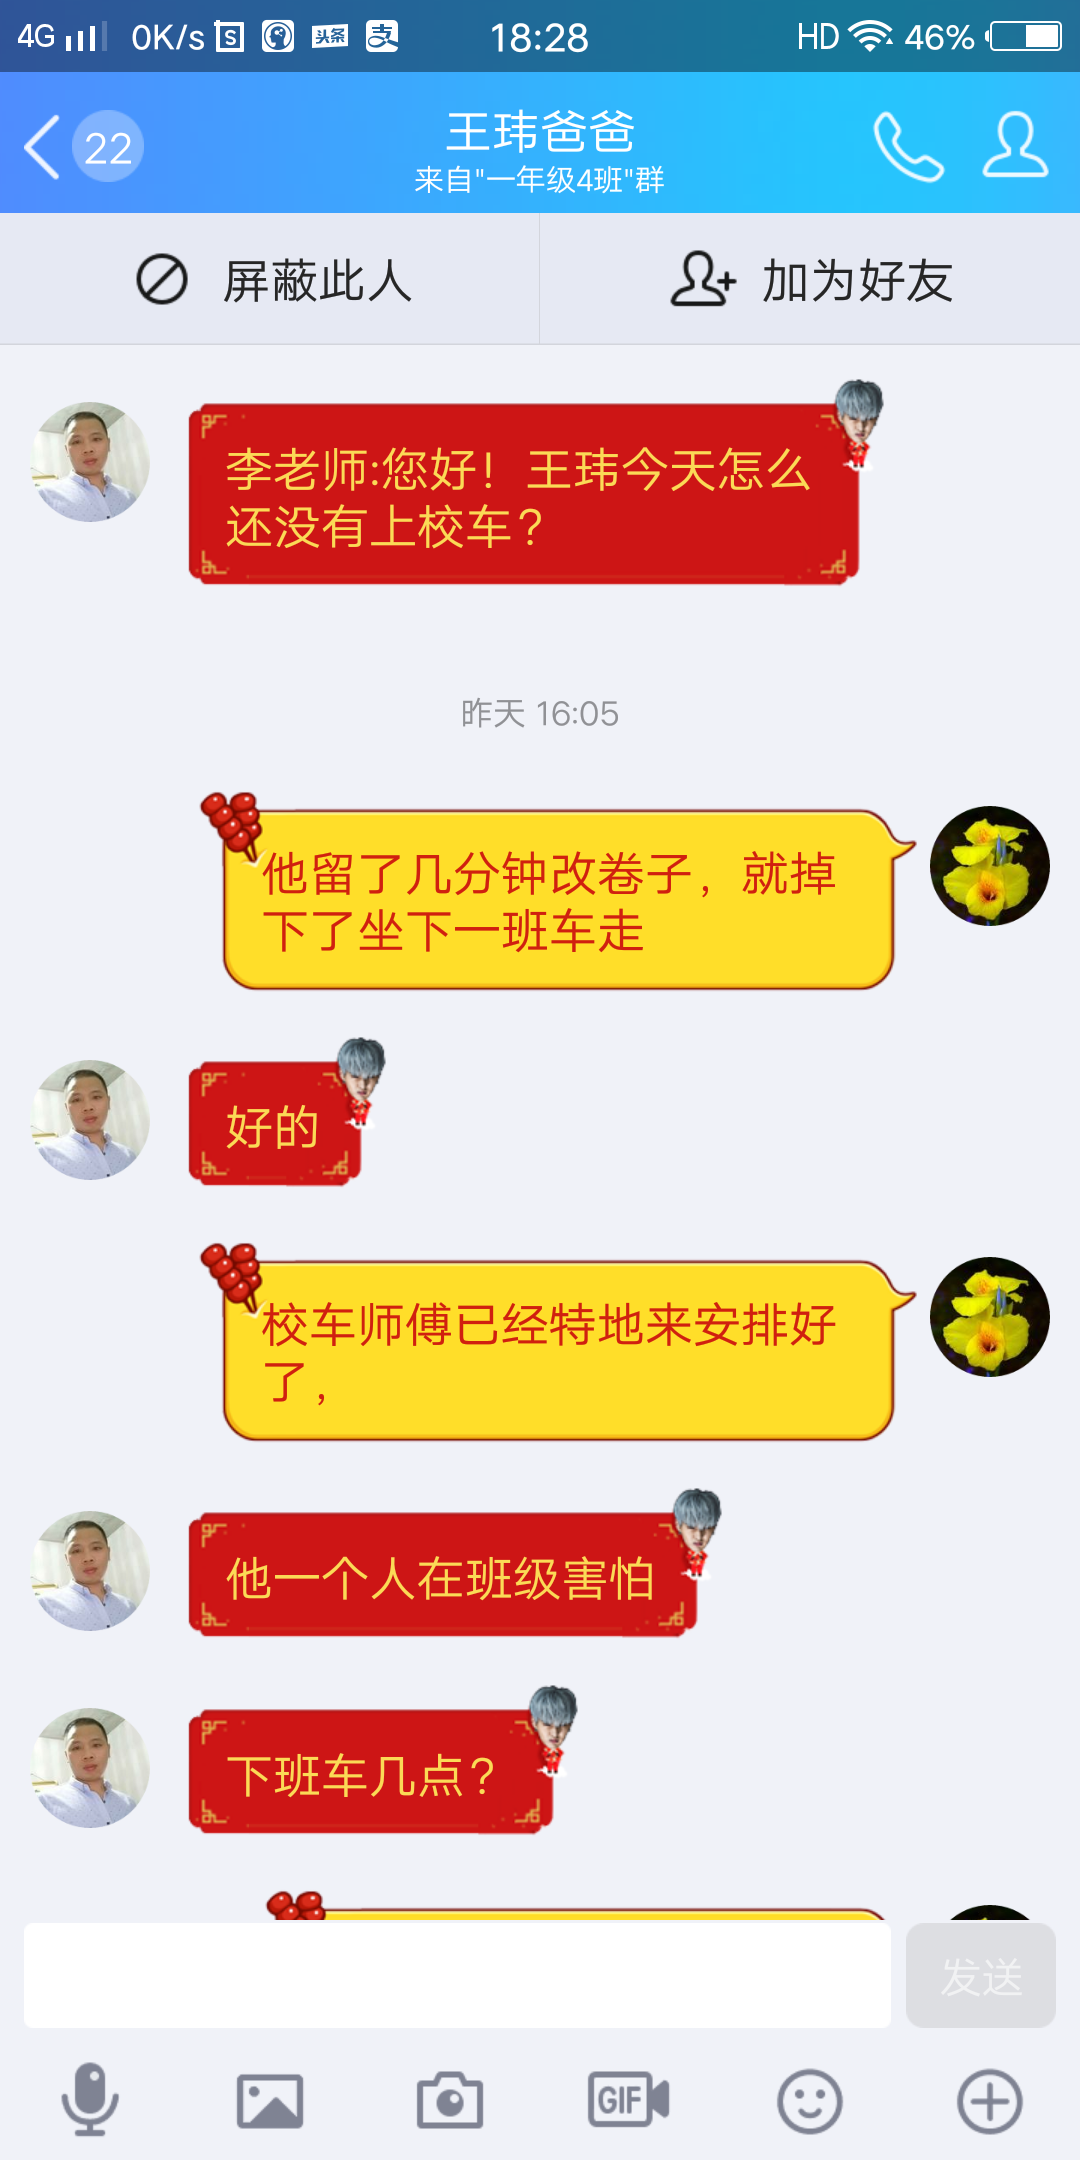 4G 0K/s S 头条 支 18:28 HD 46%
22
王玮爸爸
来自"一年级4班"群
屏蔽此人 加为好友
李老师:您好！王玮今天怎么
还没有上校车？
昨天 16:05
他留了几分钟改卷子，就掉
下了坐下一班车走
好的
校车师傅已经特地来安排好
了，
他一个人在班级害怕
下班车几点？
发送
GIF